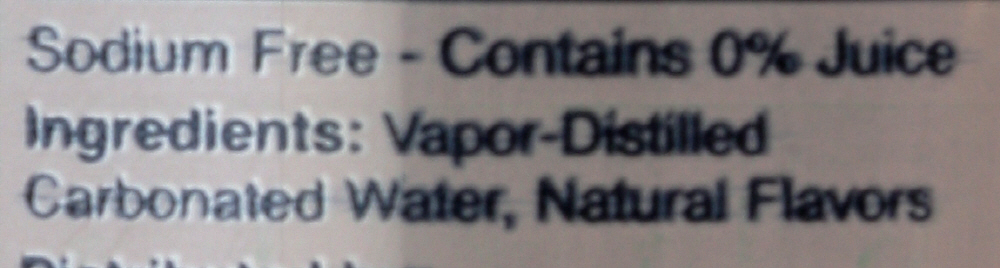 Sodium Free - Contains 0% Juice
Ingredients: Vapor-Distilled
Carbonated Water, Natural Flavors